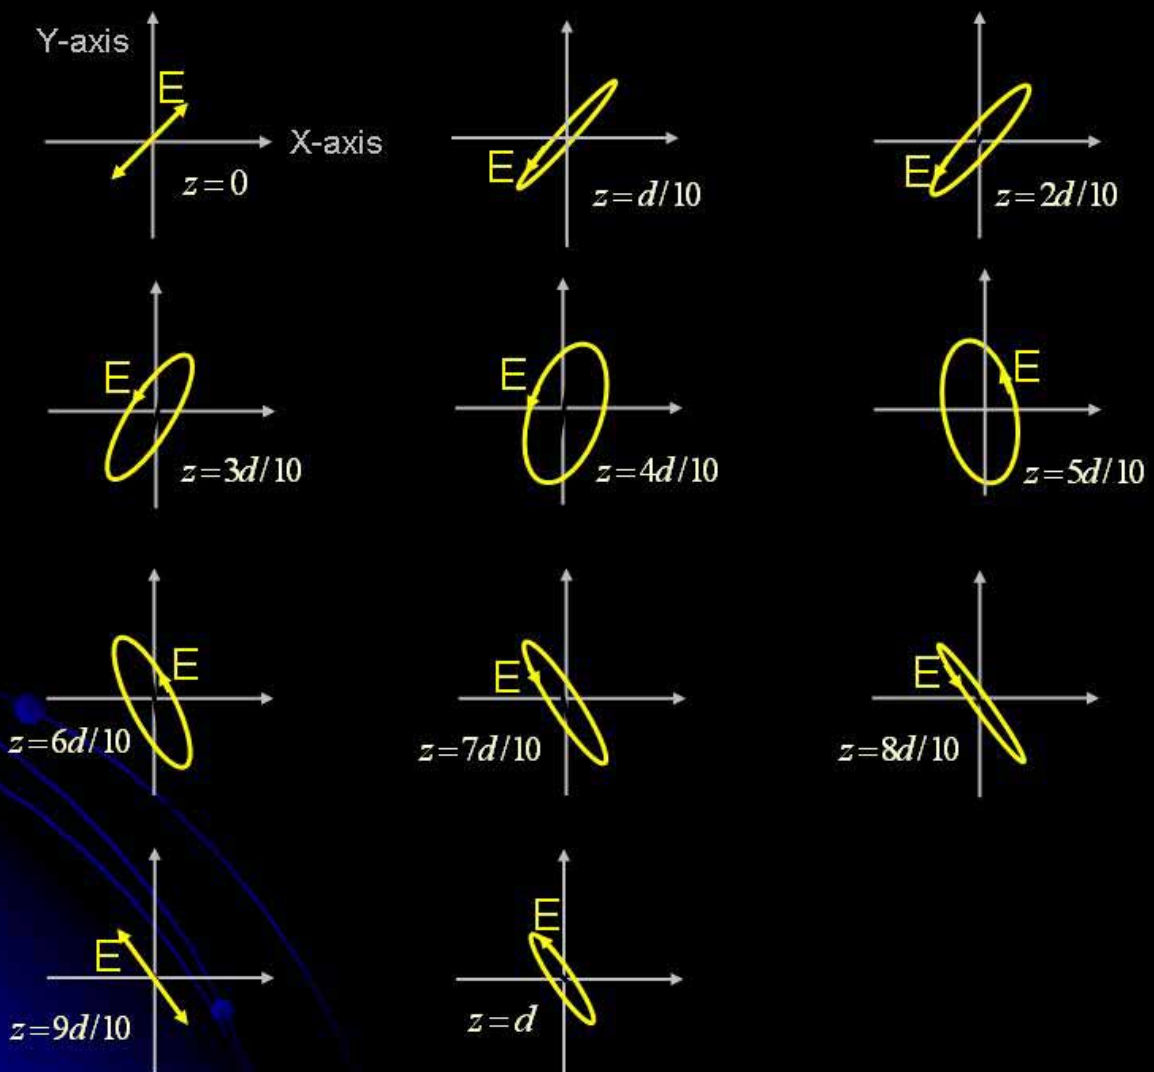 Y-axis
E
X-axis
z=0
E
z=d/10
E
z=2d/10
E
z=3d/10
E
z=4d/10
E
z=5d/10
E
z=6d/10
E
z=7d/10
E
z=8d/10
E
z=9d/10
E
z=d